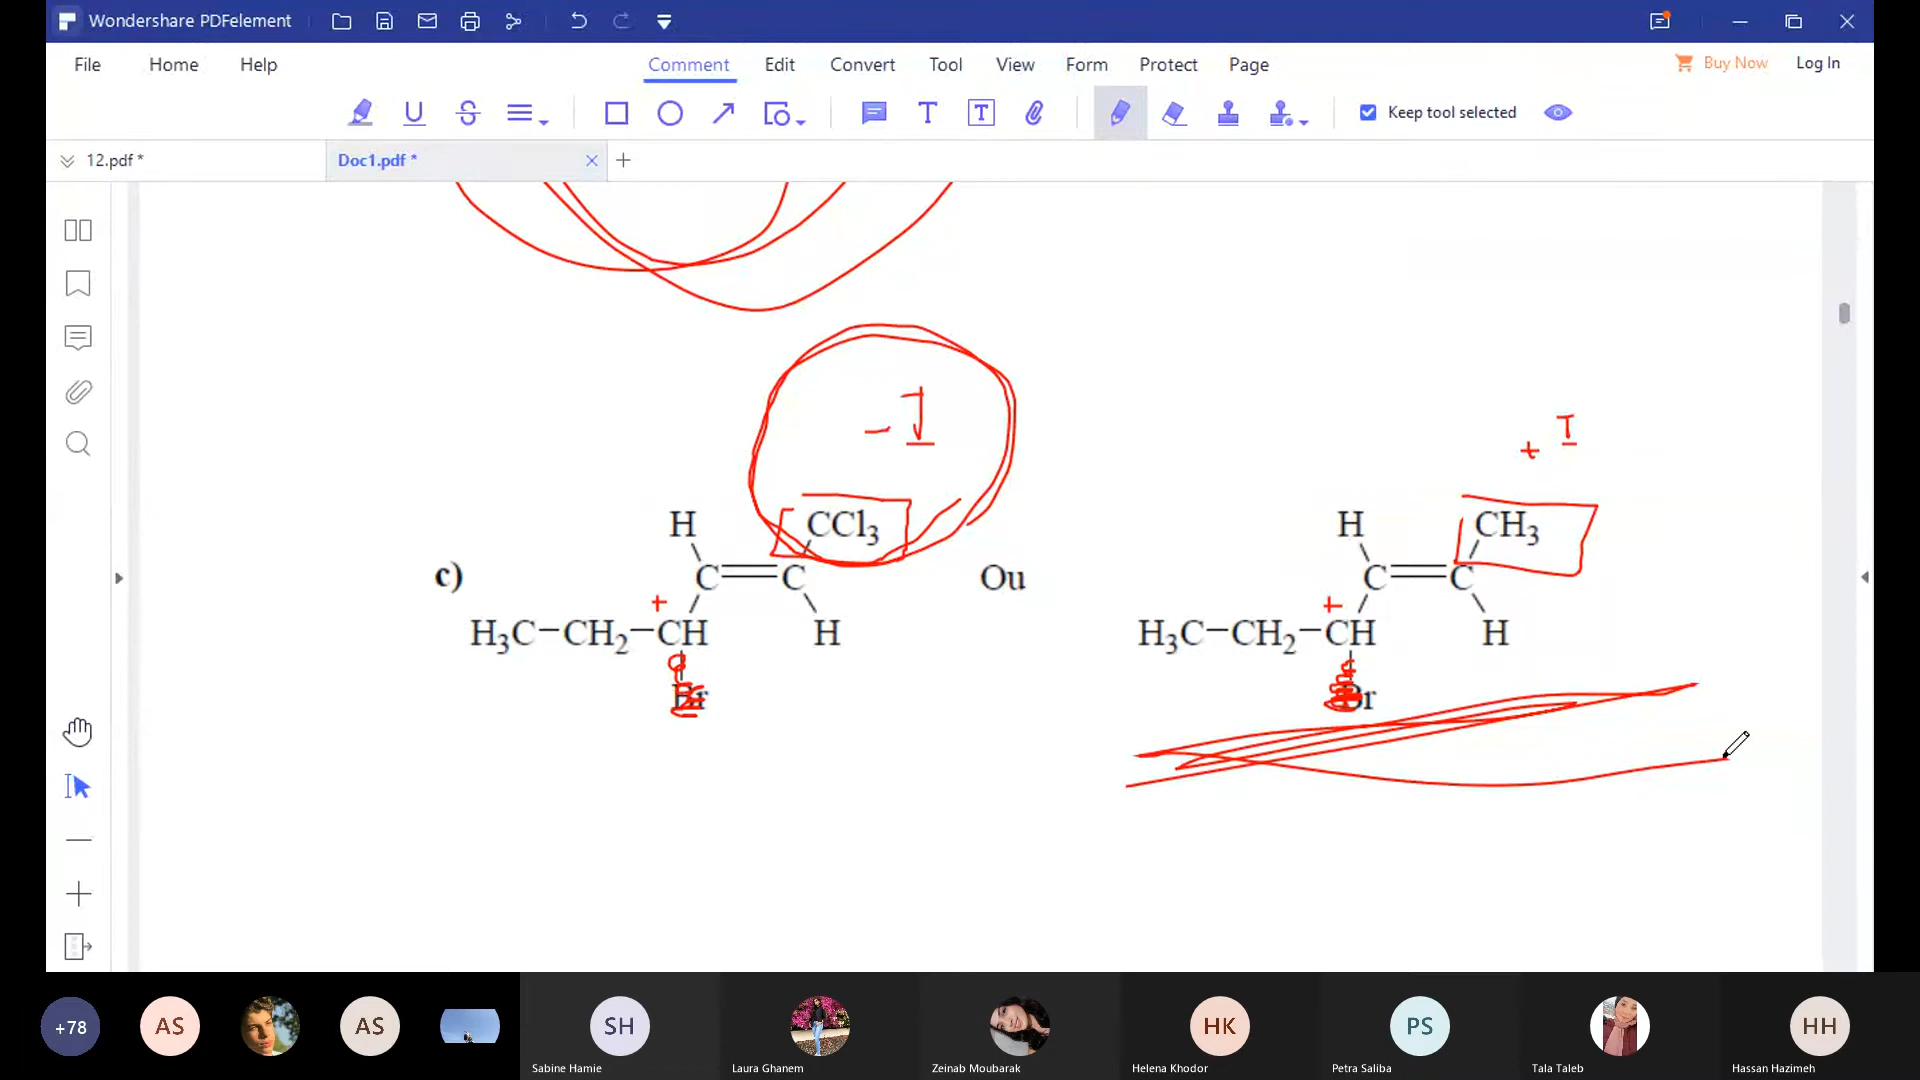 Wondershare PDFelement
File Home Help Comment Edit Convert Tool View Form Protect Page Buy Now Log In
Keep tool selected
12.pdf * Doc1.pdf *
- I
+ I
H CCl3 H CH3
c) C C Ou C C
+ +
H3C-CH2-CH H H3C-CH2-CH H
Br Br
+78 AS AS SH HK PS HH
Sabine Hamie Laura Ghanem Zeinab Moubarak Helena Khodor Petra Saliba Tala Taleb Hassan Hazimeh